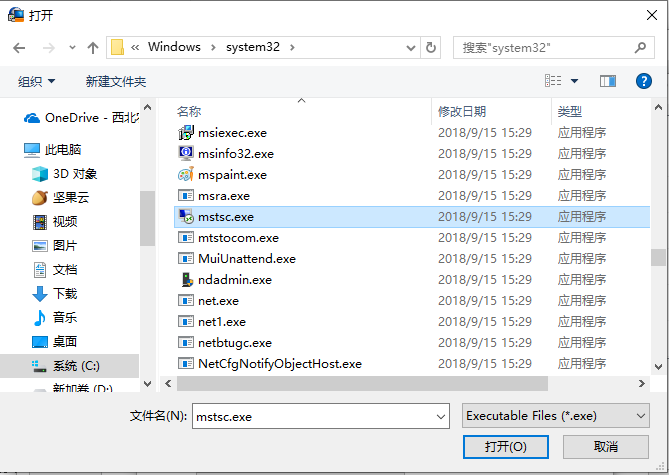 打开
« Windows › system32 ›
搜索"system32"
组织 新建文件夹
OneDrive - 西北
此电脑
3D 对象
坚果云
视频
图片
文档
下载
音乐
桌面
系统 (C:)
新加卷 (D:)
名称 修改日期 类型
msiexec.exe 2018/9/15 15:29 应用程序
msinfo32.exe 2018/9/15 15:29 应用程序
mspaint.exe 2018/9/15 15:29 应用程序
msra.exe 2018/9/15 15:29 应用程序
mstsc.exe 2018/9/15 15:29 应用程序
mtstocom.exe 2018/9/15 15:29 应用程序
MuiUnattend.exe 2018/9/15 15:29 应用程序
ndadmin.exe 2018/9/15 15:29 应用程序
net.exe 2018/9/15 15:29 应用程序
net1.exe 2018/9/15 15:29 应用程序
netbtugc.exe 2018/9/15 15:29 应用程序
NetCfgNotifyObjectHost.exe 2018/9/15 15:29 应用程序
文件名(N): mstsc.exe Executable Files (*.exe)
打开(O) 取消